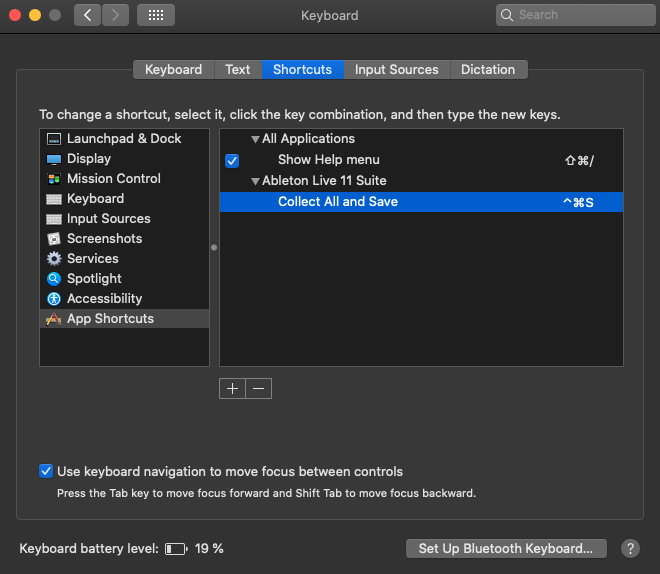 Keyboard
Search
Keyboard Text Shortcuts Input Sources Dictation
To change a shortcut, select it, click the key combination, and then type the new keys.
Launchpad & Dock
Display
Mission Control
Keyboard
Input Sources
Screenshots
Services
Spotlight
Accessibility
App Shortcuts
All Applications
Show Help menu ⇧⌘/
Ableton Live 11 Suite
Collect All and Save ^⌘S
Use keyboard navigation to move focus between controls
Press the Tab key to move focus forward and Shift Tab to move focus backward.
Keyboard battery level: 19 %
Set Up Bluetooth Keyboard... ?